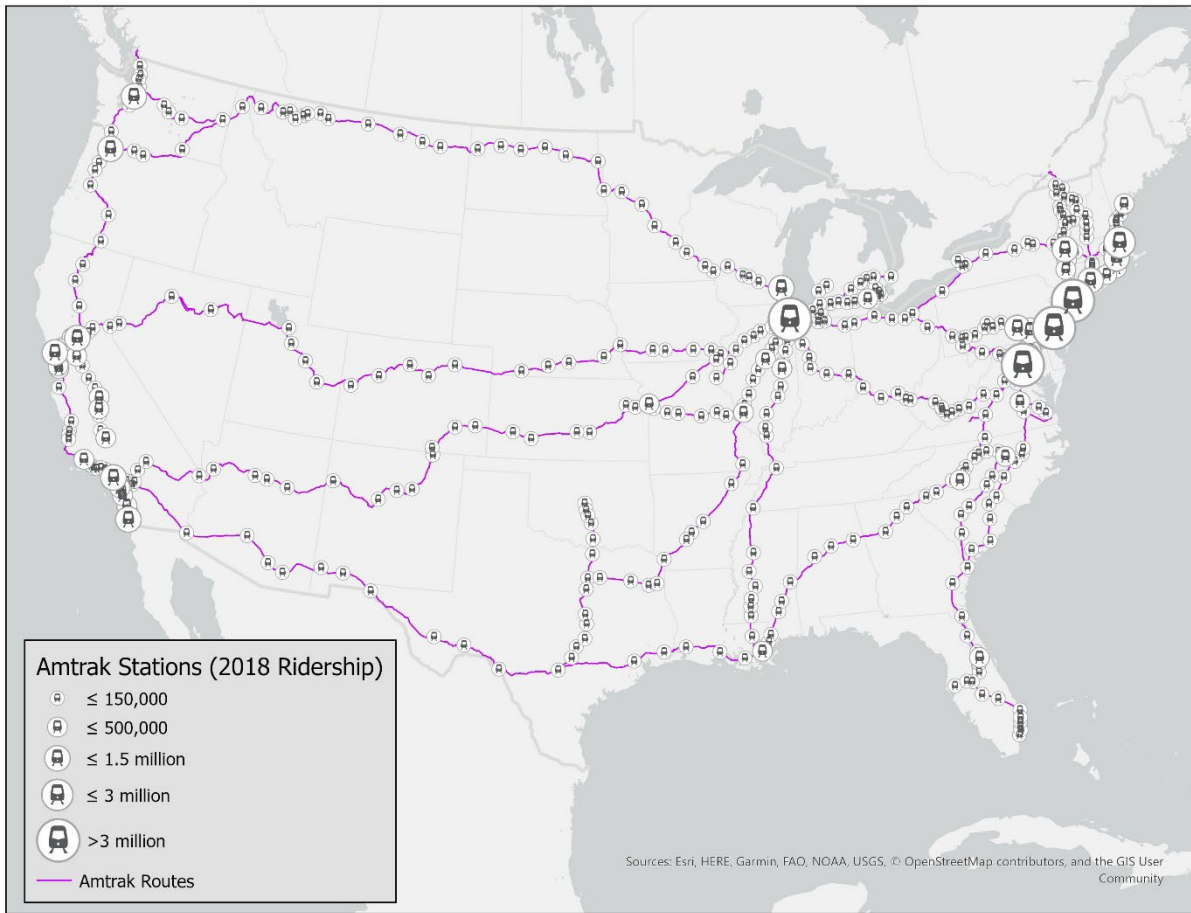 Amtrak Stations (2018 Ridership)
≤ 150,000
≤ 500,000
≤ 1.5 million
≤ 3 million
>3 million
Amtrak Routes
Sources: Esri, HERE, Garmin, FAO, NOAA, USGS, © OpenStreetMap contributors, and the GIS User
Community